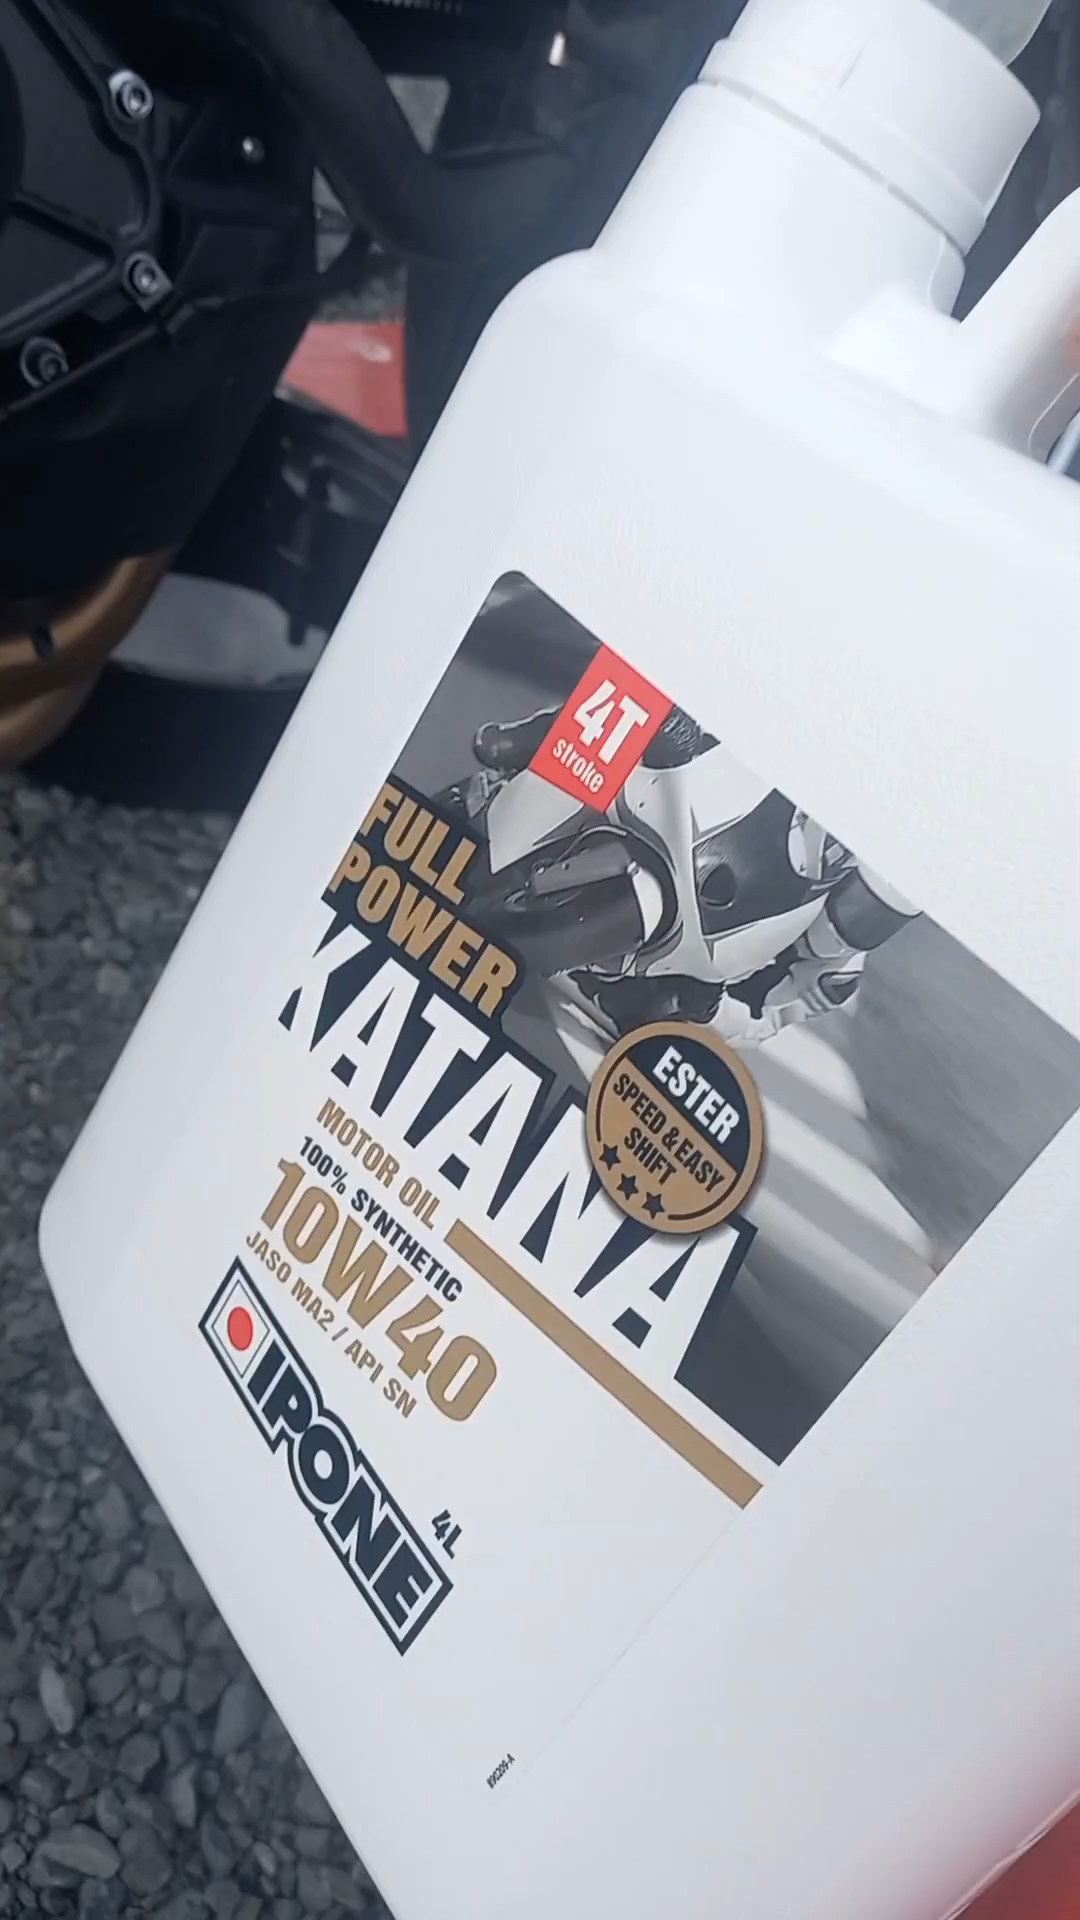 4T
stroke
FULL
POWER
KATANA
ESTER
SPEED & EASY
SHIFT
MOTOR OIL
100% SYNTHETIC
10W40
JASO MA2 / API SN
IPONE
4L